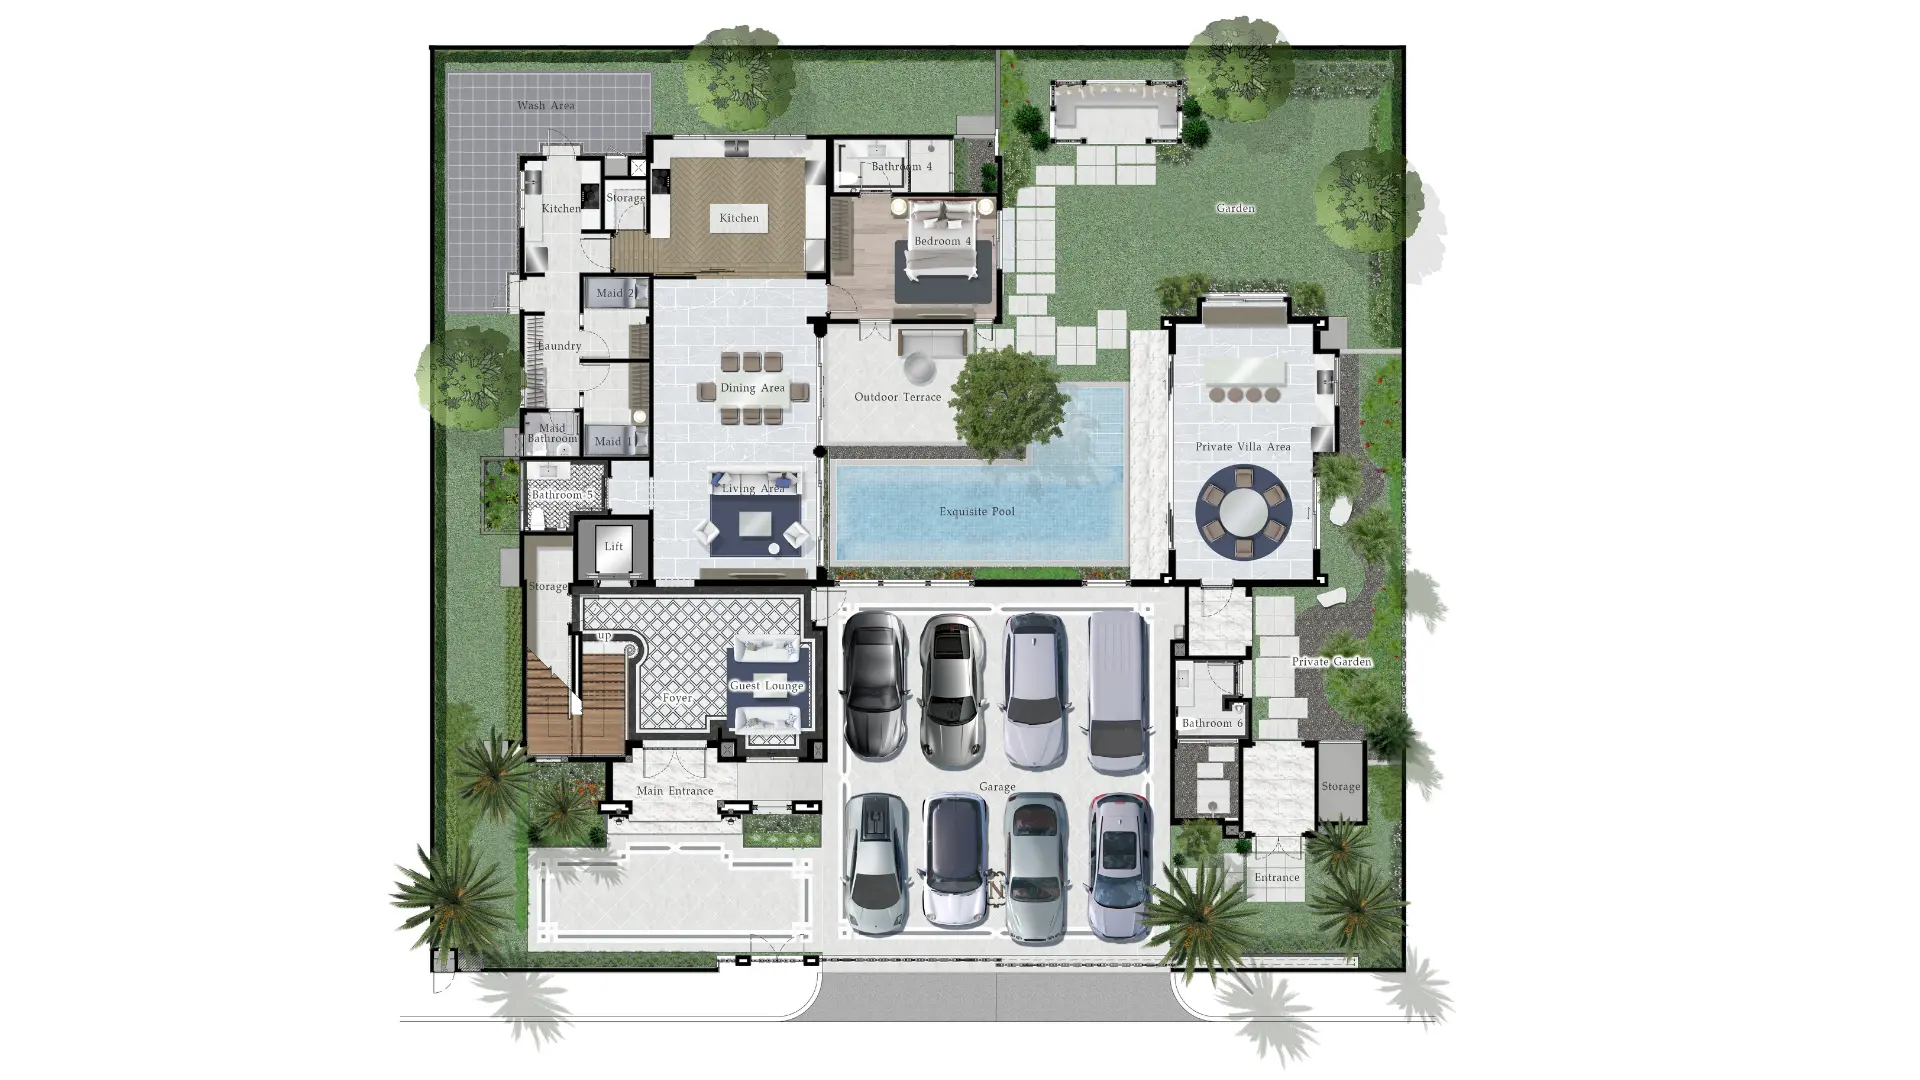 Wash Area
Bathroom 4
Kitchen
Storage
Kitchen
Garden
Bedroom 4
Maid 2
Laundry
Dining Area
Outdoor Terrace
Maid
Bathroom
Maid 1
Private Villa Area
Living Area
Bathroom 5
Exquisite Pool
Lift
Storage
up
Private Garden
Guest Lounge
Foyer
Bathroom 6
Main Entrance
Garage
Storage
Entrance
N